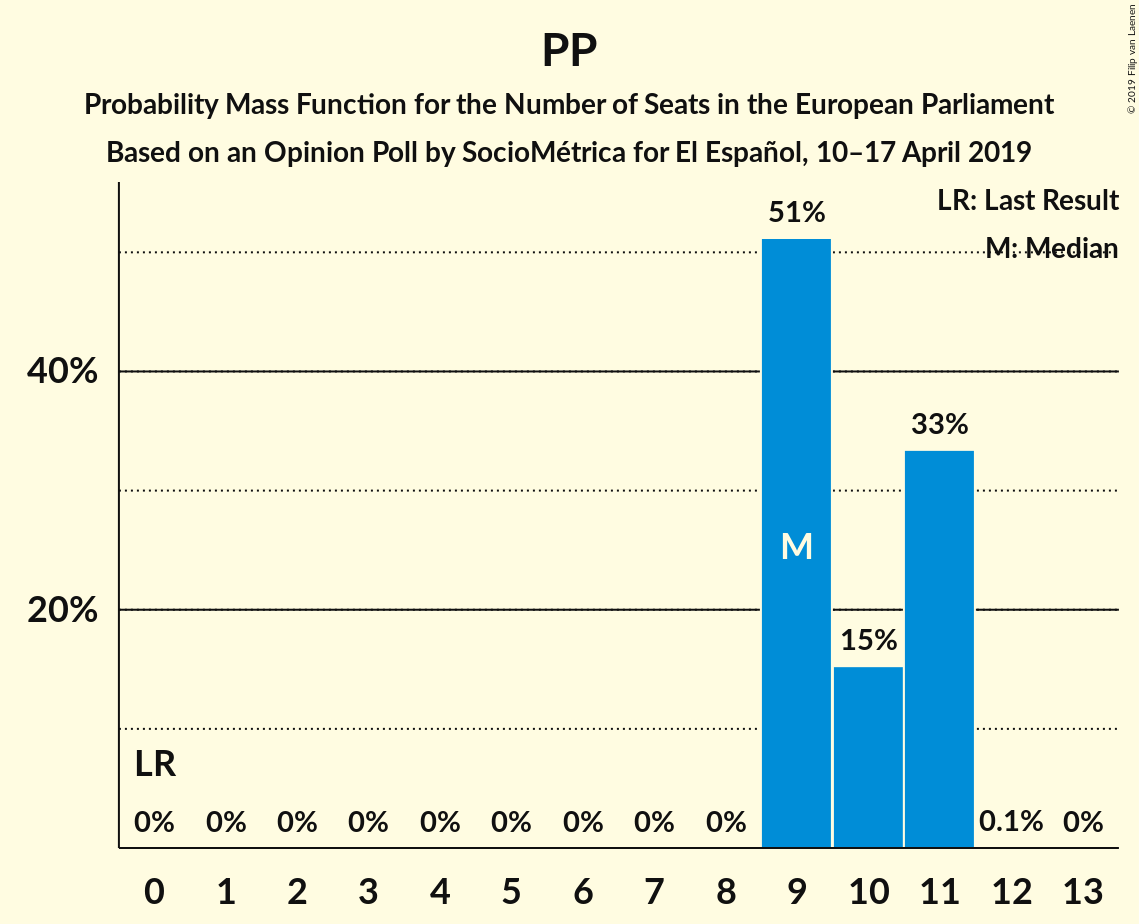 PP
Probability Mass Function for the Number of Seats in the European Parliament
Based on an Opinion Poll by SocioMétrica for El Español, 10–17 April 2019
© 2019 Filip van Laenen
LR: Last Result
M: Median
51%
40%
33%
M
20%
15%
LR
0% 0% 0% 0% 0% 0% 0% 0% 0% 0.1% 0%
0 1 2 3 4 5 6 7 8 9 10 11 12 13